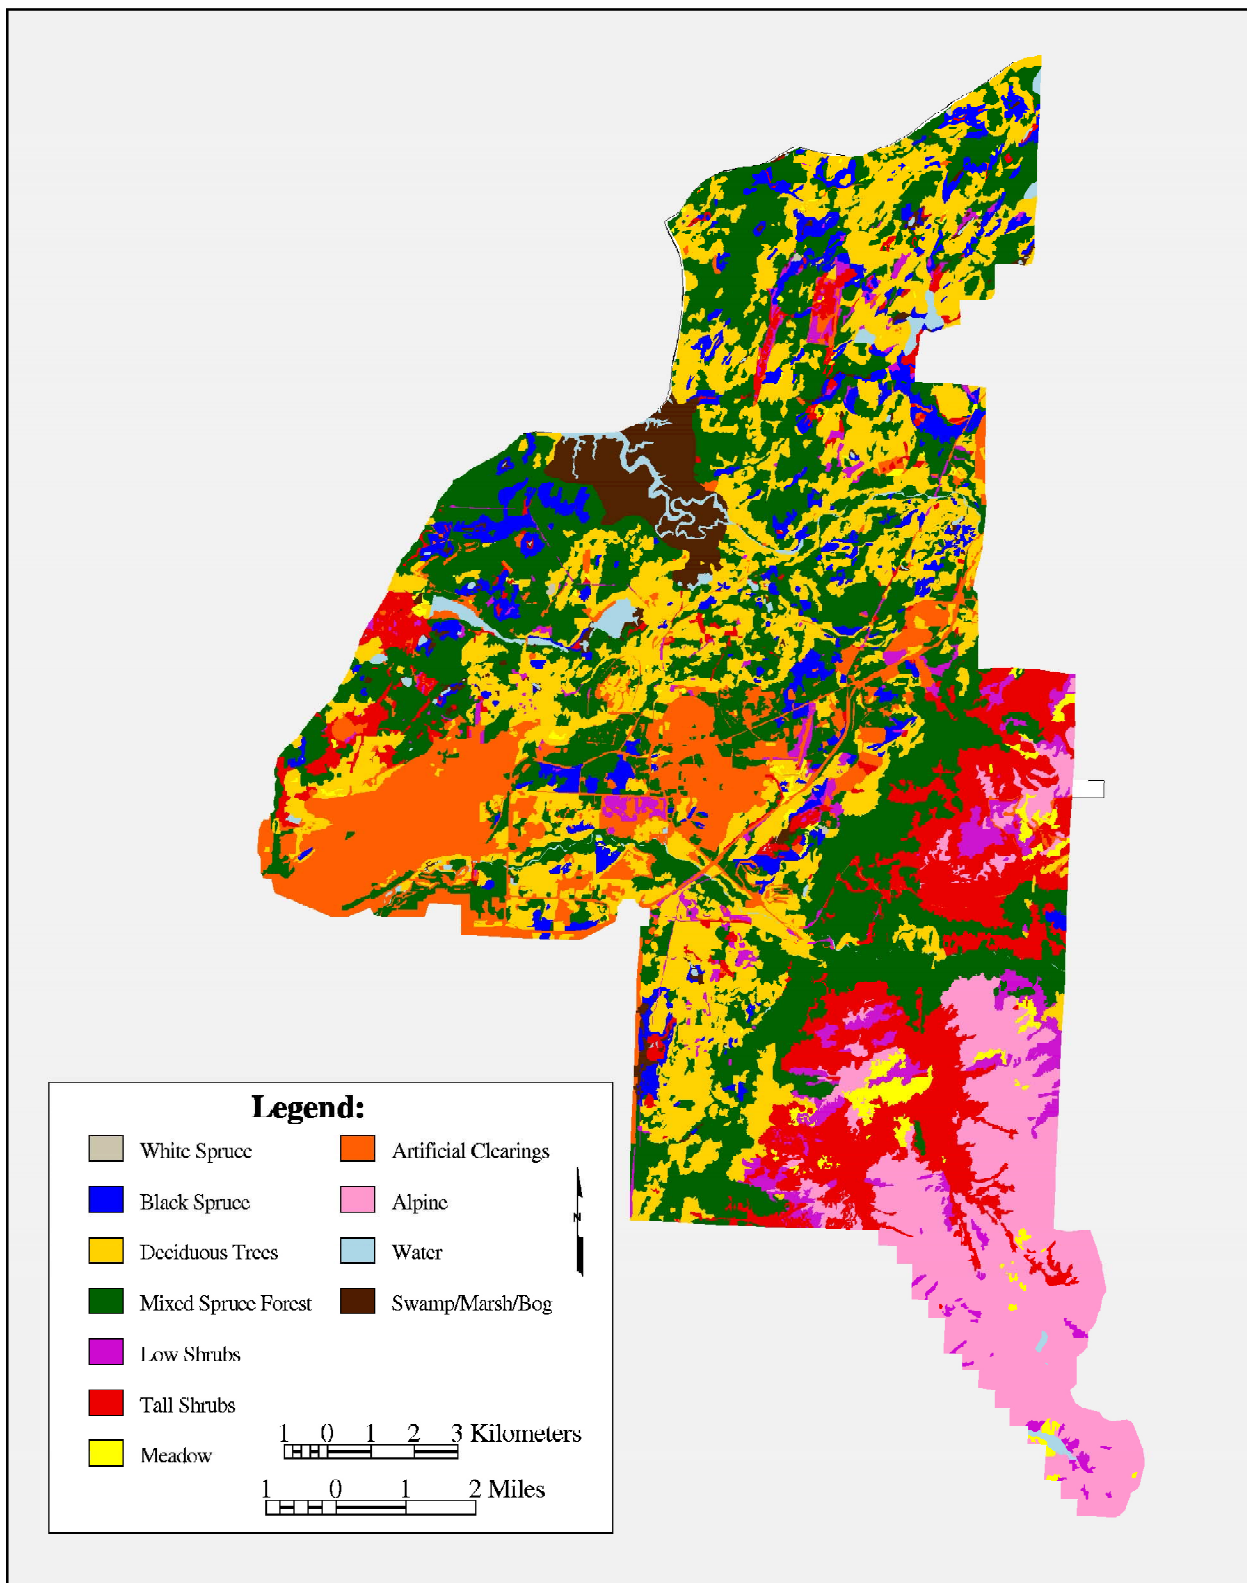 Legend:
White Spruce
Artificial Clearings
Black Spruce
Alpine
Deciduous Trees
Water
Mixed Spruce Forest
Swamp/Marsh/Bog
Low Shrubs
Tall Shrubs
Meadow
N
1 0 1 2 3 Kilometers
1 0 1 2 Miles